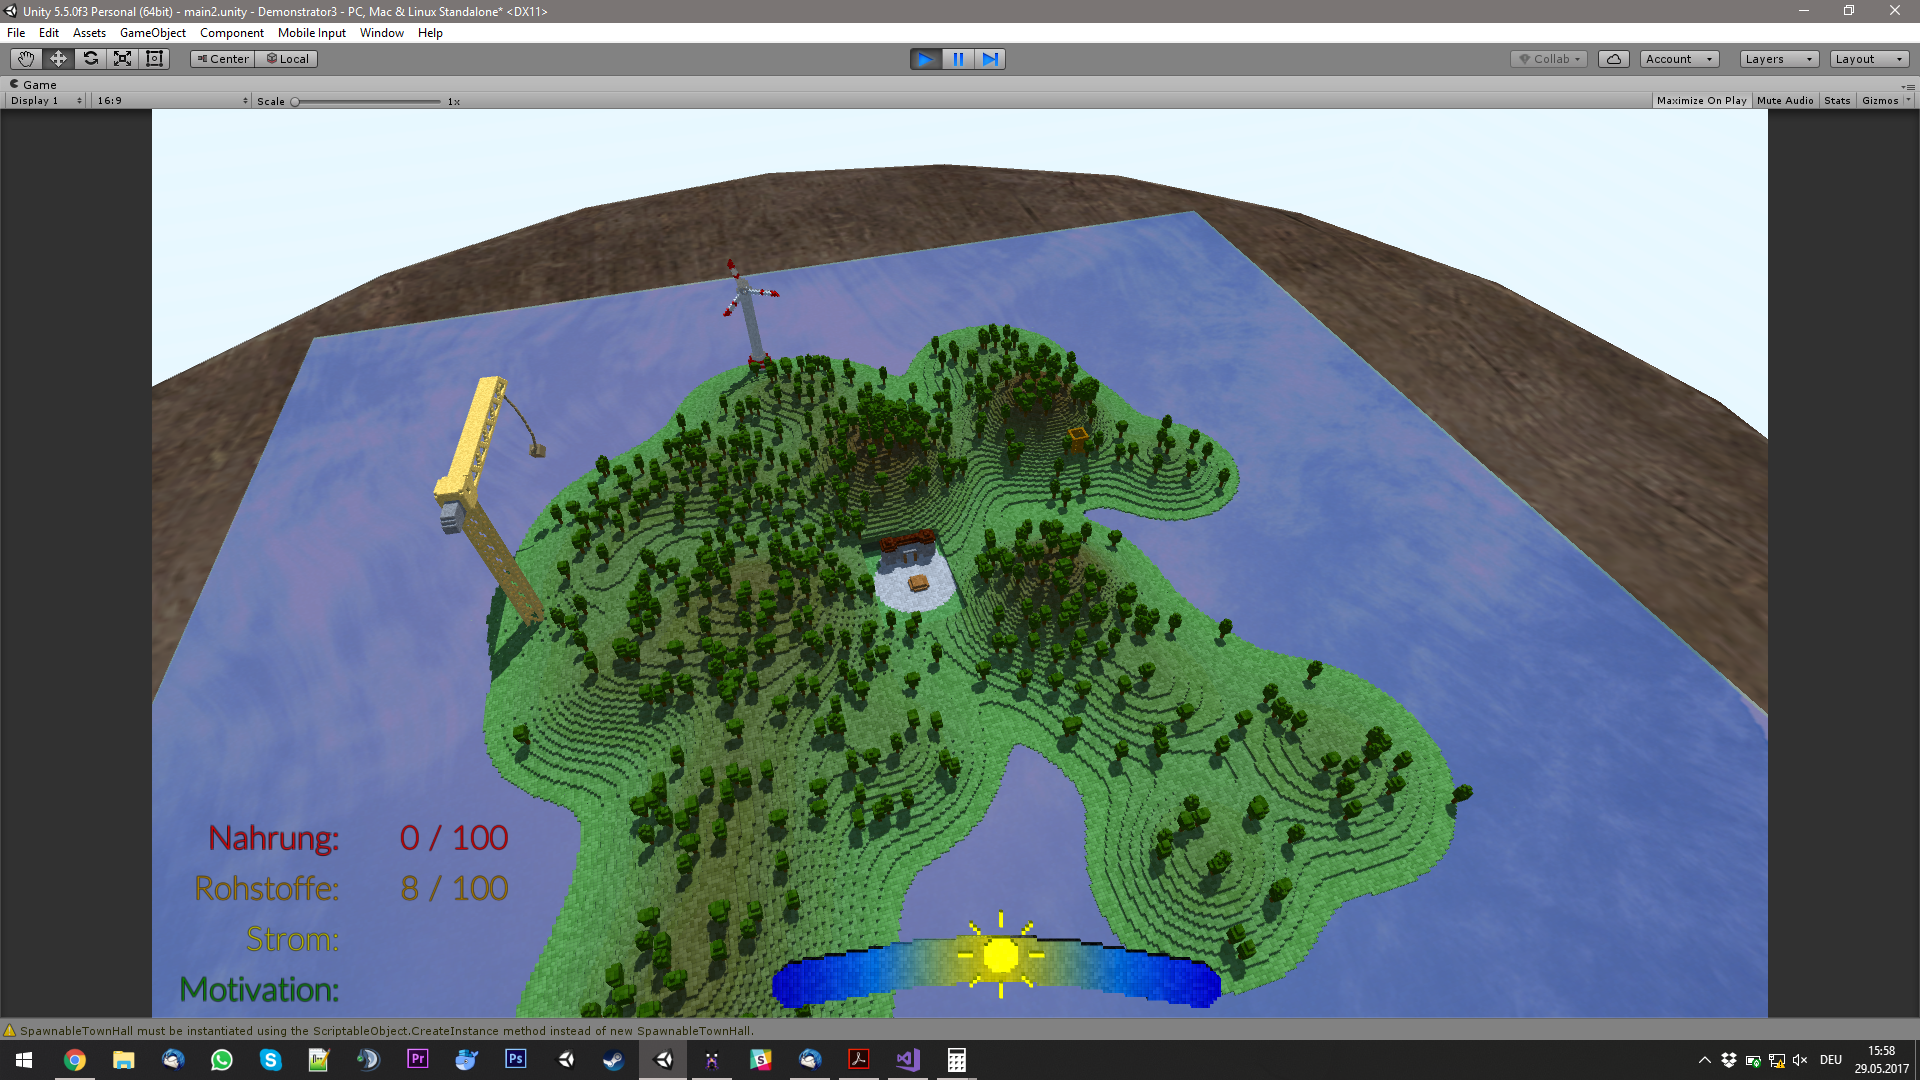 Unity 5.5.0f3 Personal (64bit) - main2.unity - Demonstrator3 - PC, Mac & Linux Standalone* <DX11>
File Edit Assets GameObject Component Mobile Input Window Help
Center Local Collab Account Layers Layout
Game
Display 1 16:9 Scale 1x Maximize On Play Mute Audio Stats Gizmos
Nahrung: 0 / 100
Rohstoffe: 8 / 100
Strom:
Motivation:
SpawnableTownHall must be instantiated using the ScriptableObject.CreateInstance method instead of new SpawnableTownHall.
Pr Ps S
DEU 15:58
29.05.2017